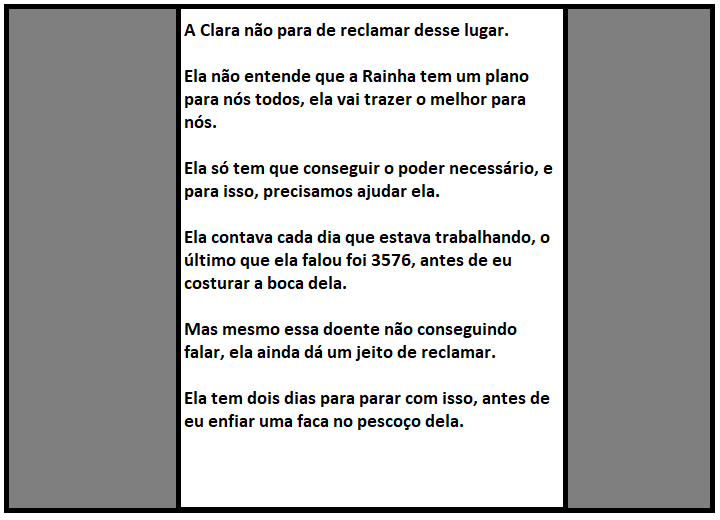 A Clara não para de reclamar desse lugar.
Ela não entende que a Rainha tem um plano
para nós todos, ela vai trazer o melhor para
nós.
Ela só tem que conseguir o poder necessário, e
para isso, precisamos ajudar ela.
Ela contava cada dia que estava trabalhando, o
último que ela falou foi 3576, antes de eu
costurar a boca dela.
Mas mesmo essa doente não conseguindo
falar, ela ainda dá um jeito de reclamar.
Ela tem dois dias para parar com isso, antes de
eu enfiar uma faca no pescoço dela.